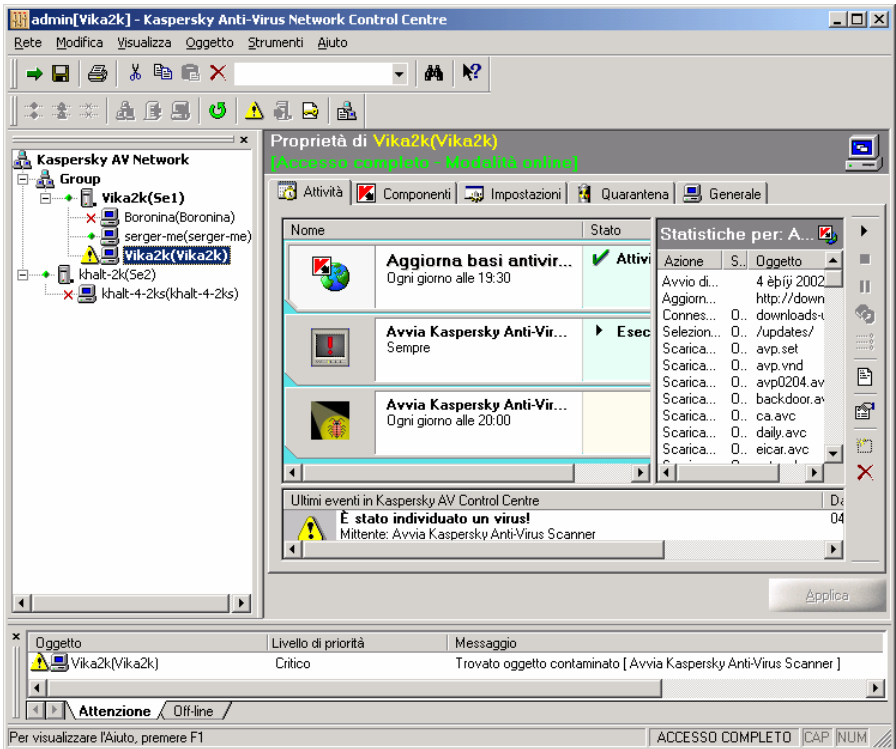 admin[Vika2k] - Kaspersky Anti-Virus Network Control Centre
Rete Modifica Visualizza Oggetto Strumenti Aiuto
Kaspersky AV Network
Group
Vika2k(Se1)
Boronina(Boronina)
serger-me(serger-me)
Vika2k(Vika2k)
khalt-2k(Se2)
khalt-4-2ks(khalt-4-2ks)
Proprietà di Vika2k(Vika2k)
[Accesso completo - Modalità online]
Attività Componenti Impostazioni Quarantena Generale
Nome Stato
Aggiorna basi antivir... Attivi
Ogni giorno alle 19:30
Avvia Kaspersky Anti-Vir... Esec
Sempre
Avvia Kaspersky Anti-Vir...
Ogni giorno alle 20:00
Statistiche per: A...
Azione S.. Oggetto
Avvio di... 4 èþíÿ 2002
Aggiorn... http://down
Connes... O.. downloads-u
Selezion... O.. /updates/
Scarica... O.. avp.set
Scarica... O.. avp.vnd
Scarica... O.. avp0204.av
Scarica... O.. backdoor.av
Scarica... O.. ca.avc
Scarica... O.. daily.avc
Scarica... O.. eicar.avc
Ultimi eventi in Kaspersky AV Control Centre Da
È stato individuato un virus! 04
Mittente: Avvia Kaspersky Anti-Virus Scanner
Applica
Oggetto Livello di priorità Messaggio
Vika2k(Vika2k) Critico Trovato oggetto contaminato [ Avvia Kaspersky Anti-Virus Scanner ]
Attenzione Off-line
Per visualizzare l'Aiuto, premere F1 ACCESSO COMPLETO CAP NUM